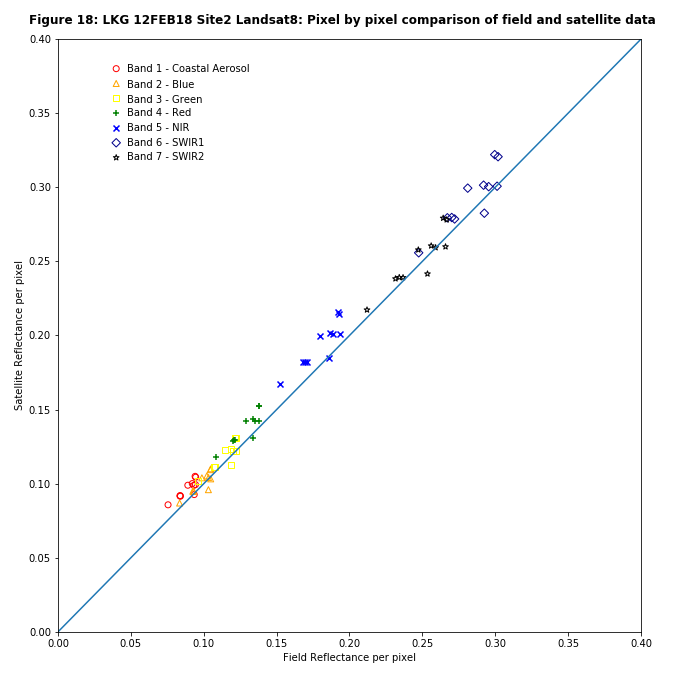 Figure 18: LKG 12FEB18 Site2 Landsat8: Pixel by pixel comparison of field and satellite data
0.40
0.35
0.30
0.25
0.20
0.15
0.10
0.05
0.00
Satellite Reflectance per pixel
Band 1 - Coastal Aerosol
Band 2 - Blue
Band 3 - Green
Band 4 - Red
Band 5 - NIR
Band 6 - SWIR1
Band 7 - SWIR2
0.00 0.05 0.10 0.15 0.20 0.25 0.30 0.35 0.40
Field Reflectance per pixel